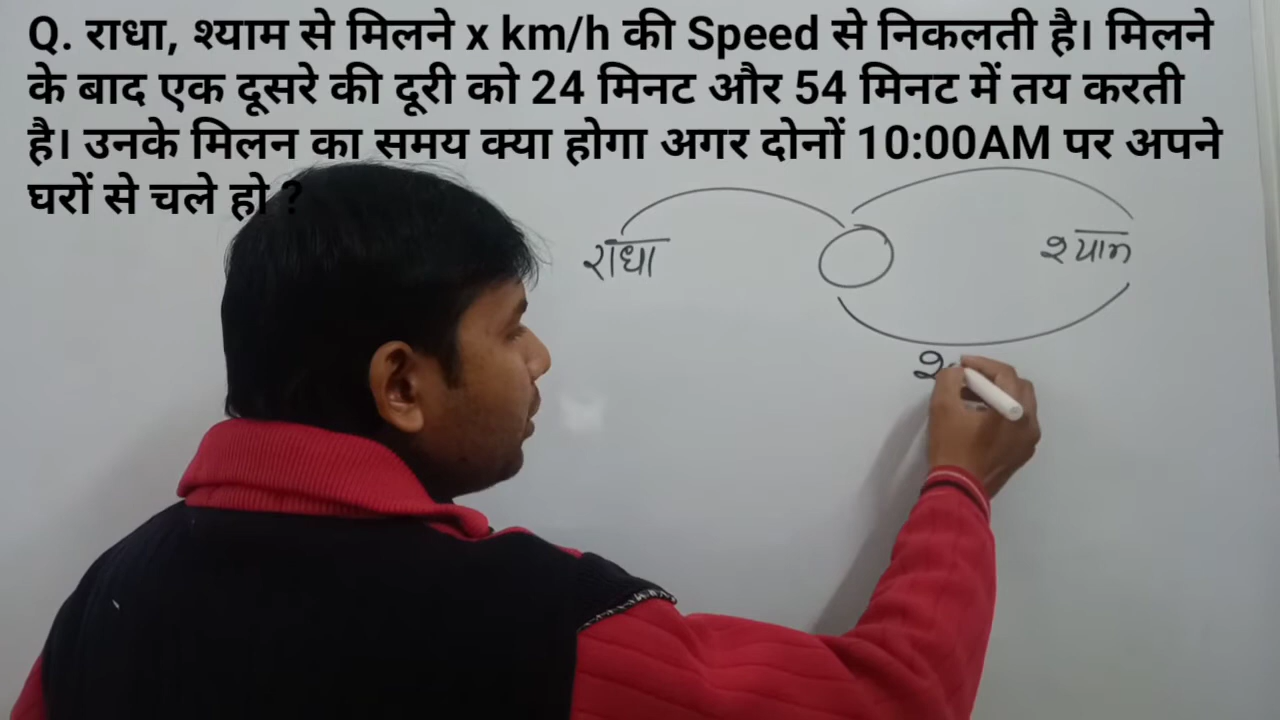 Q. राधा, श्याम से मिलने x km/h की Speed से निकलती है। मिलने
के बाद एक दूसरे की दूरी को 24 मिनट और 54 मिनट में तय करती
है। उनके मिलन का समय क्या होगा अगर दोनों 10:00AM पर अपने
घरों से चले हो ?
राधा श्याम
2